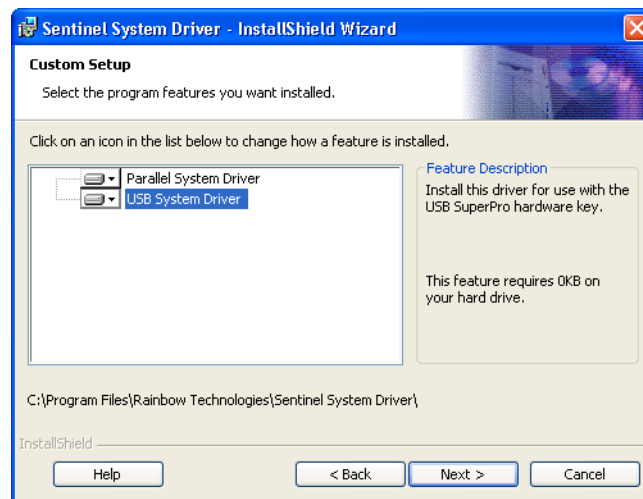 Sentinel System Driver - InstallShield Wizard
Custom Setup
Select the program features you want installed.
Click on an icon in the list below to change how a feature is installed.
Parallel System Driver
USB System Driver
Feature Description
Install this driver for use with the
USB SuperPro hardware key.
This feature requires 0KB on
your hard drive.
C:\Program Files\Rainbow Technologies\Sentinel System Driver\
InstallShield
Help
< Back
Next >
Cancel